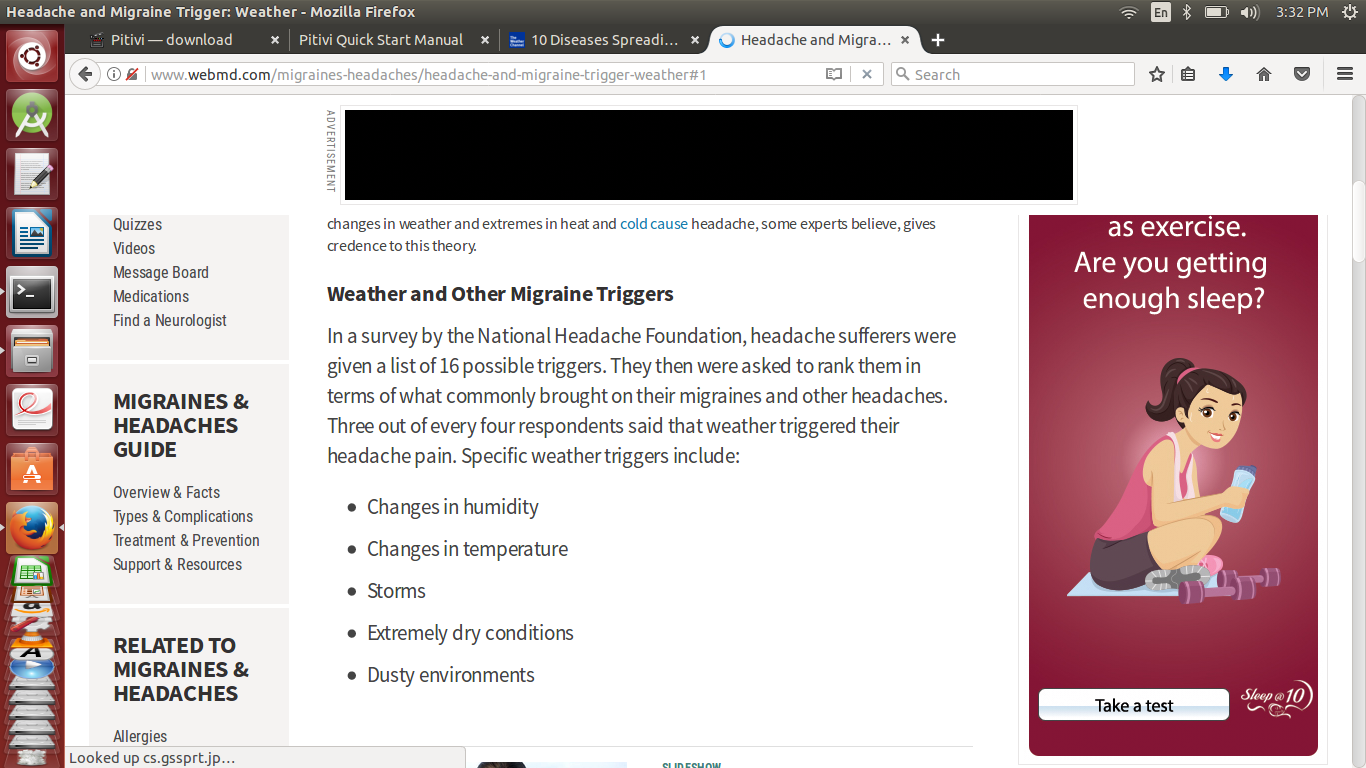 Headache and Migraine Trigger: Weather - Mozilla Firefox
En
3:32 PM
Pitivi — download
Pitivi Quick Start Manual
10 Diseases Spreadi...
Headache and Migra...
www.webmd.com/migraines-headaches/headache-and-migraine-trigger-weather#1
Search
ADVERTISEMENT
Quizzes
Videos
Message Board
Medications
Find a Neurologist
MIGRAINES &
HEADACHES
GUIDE
Overview & Facts
Types & Complications
Treatment & Prevention
Support & Resources
RELATED TO
MIGRAINES &
HEADACHES
Allergies
changes in weather and extremes in heat and cold cause headache, some experts believe, gives
credence to this theory.
Weather and Other Migraine Triggers
In a survey by the National Headache Foundation, headache sufferers were
given a list of 16 possible triggers. They then were asked to rank them in
terms of what commonly brought on their migraines and other headaches.
Three out of every four respondents said that weather triggered their
headache pain. Specific weather triggers include:
Changes in humidity
Changes in temperature
Storms
Extremely dry conditions
Dusty environments
SLIDESHOW
as exercise.
Are you getting
enough sleep?
Take a test
Sleep@10
Looked up cs.gssprt.jp...